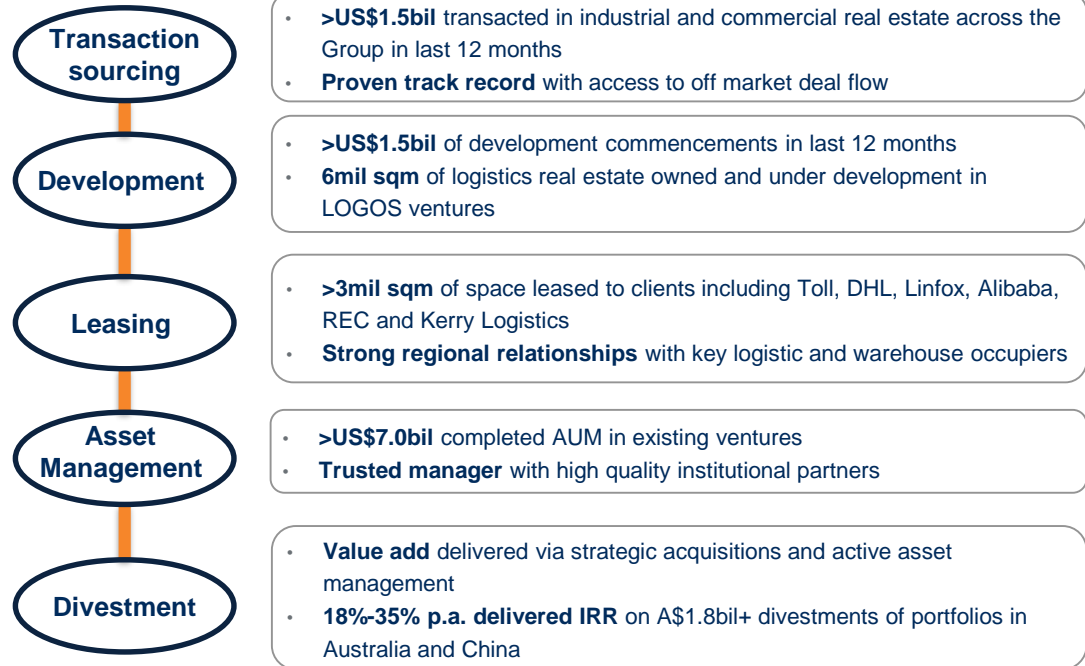 Transaction
sourcing
• >US$1.5bil transacted in industrial and commercial real estate across the
Group in last 12 months
• Proven track record with access to off market deal flow
Development
• >US$1.5bil of development commencements in last 12 months
• 6mil sqm of logistics real estate owned and under development in
LOGOS ventures
Leasing
• >3mil sqm of space leased to clients including Toll, DHL, Linfox, Alibaba,
REC and Kerry Logistics
• Strong regional relationships with key logistic and warehouse occupiers
Asset
Management
• >US$7.0bil completed AUM in existing ventures
• Trusted manager with high quality institutional partners
Divestment
• Value add delivered via strategic acquisitions and active asset
management
• 18%-35% p.a. delivered IRR on A$1.8bil+ divestments of portfolios in
Australia and China